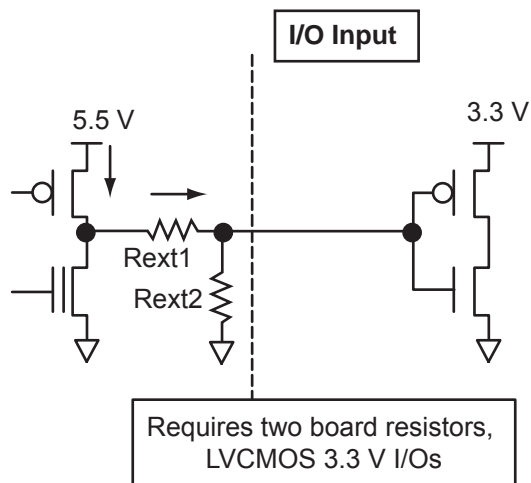 I/O Input
5.5 V
3.3 V
Rext1
Rext2
Requires two board resistors,
LVCMOS 3.3 V I/Os